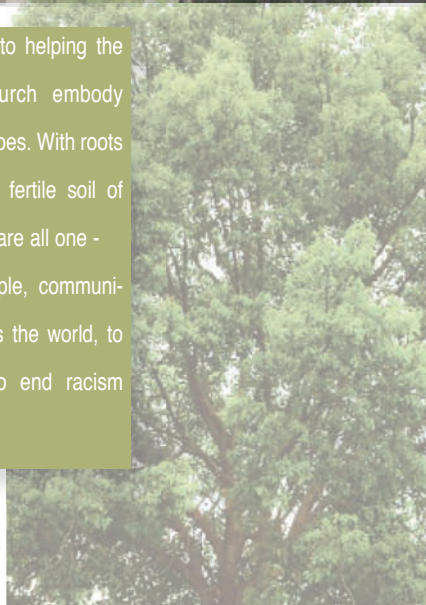 to helping the
urch embody
pes. With roots
fertile soil of
are all one -
ple, communi-
s the world, to
o end racism